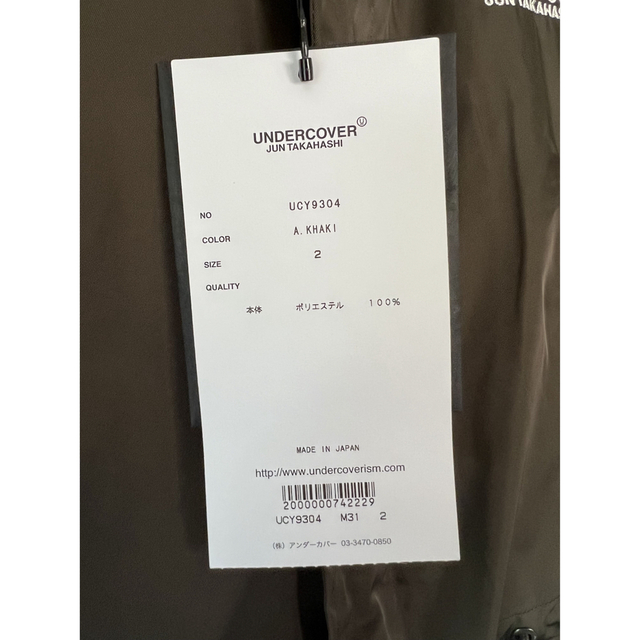 JUN TAKAHASHI
UNDERCOVER Ⓤ
JUN TAKAHASHI
NO UCY9304
COLOR A.KHAKI
SIZE 2
QUALITY
本体 ポリエステル 100%
MADE IN JAPAN
http://www.undercoverism.com
2000000742229
UCY9304 M31 2
(株) アンダーカバー 03-3470-0850